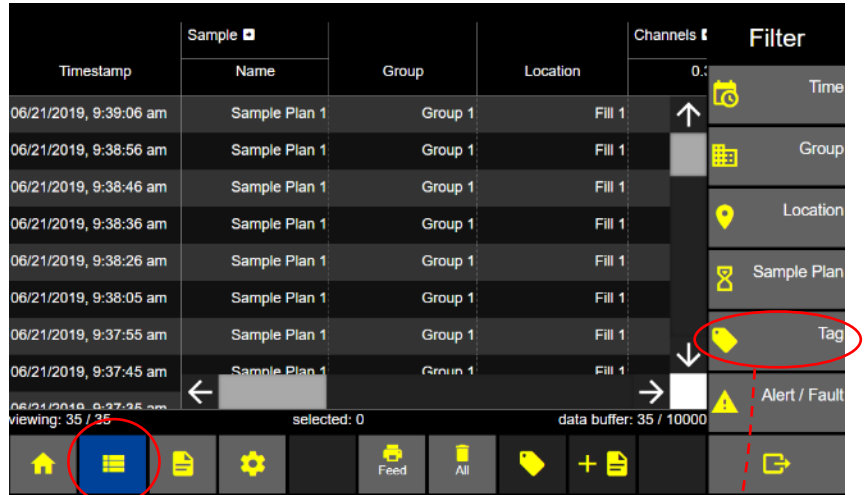 Sample Channels Filter
Timestamp Name Group Location Time
06/21/2019, 9:39:06 am Sample Plan 1 Group 1 Fill 1
06/21/2019, 9:38:56 am Sample Plan 1 Group 1 Fill 1 Group
06/21/2019, 9:38:46 am Sample Plan 1 Group 1 Fill 1
06/21/2019, 9:38:36 am Sample Plan 1 Group 1 Fill 1 Location
06/21/2019, 9:38:26 am Sample Plan 1 Group 1 Fill 1 Sample Plan
06/21/2019, 9:38:05 am Sample Plan 1 Group 1 Fill 1
06/21/2019, 9:37:55 am Sample Plan 1 Group 1 Fill 1 Tag
06/21/2019, 9:37:45 am Sample Plan 1 Group 1 Fill 1
06/21/2019, 9:37:35 am Alert / Fault
viewing: 35 / 35 selected: 0 data buffer: 35 / 10000
Feed All